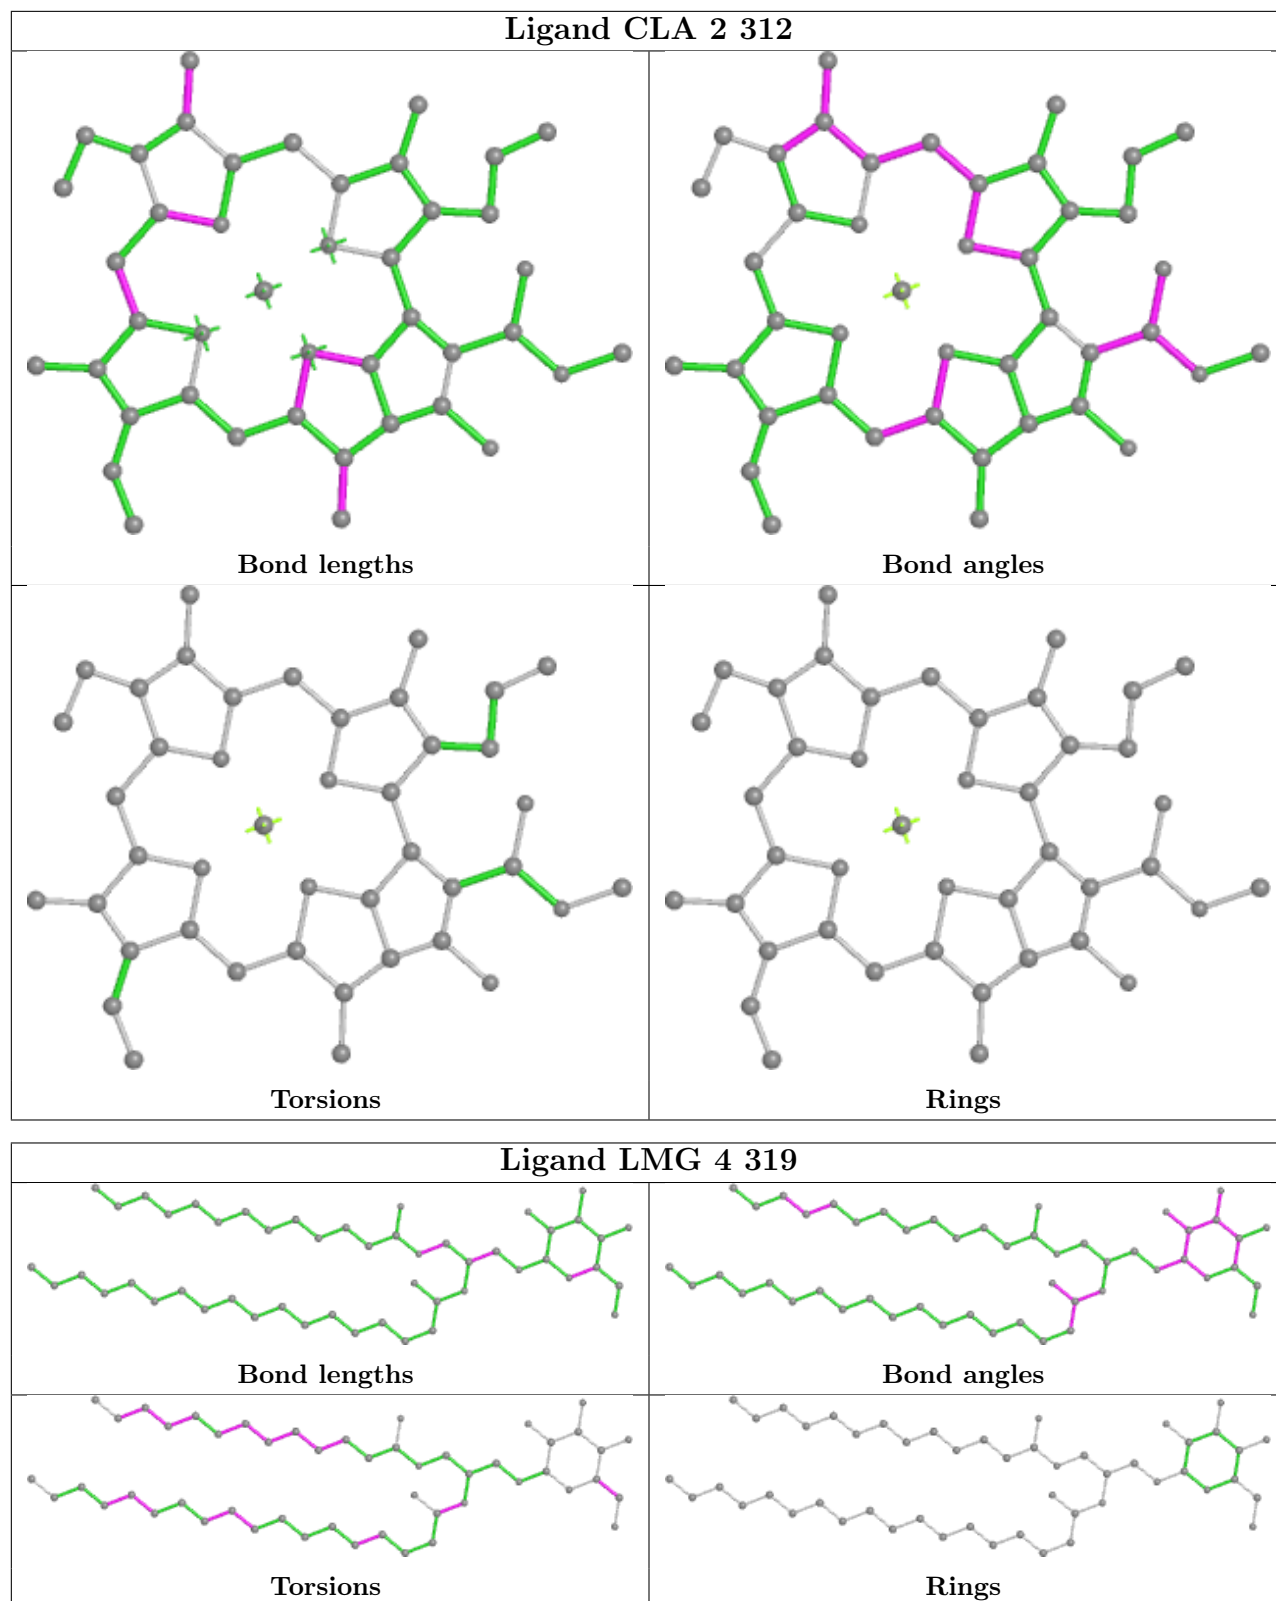 Ligand CLA 2 312
Bond lengths
Bond angles
Torsions
Rings
Ligand LMG 4 319
Bond lengths
Bond angles
Torsions
Rings